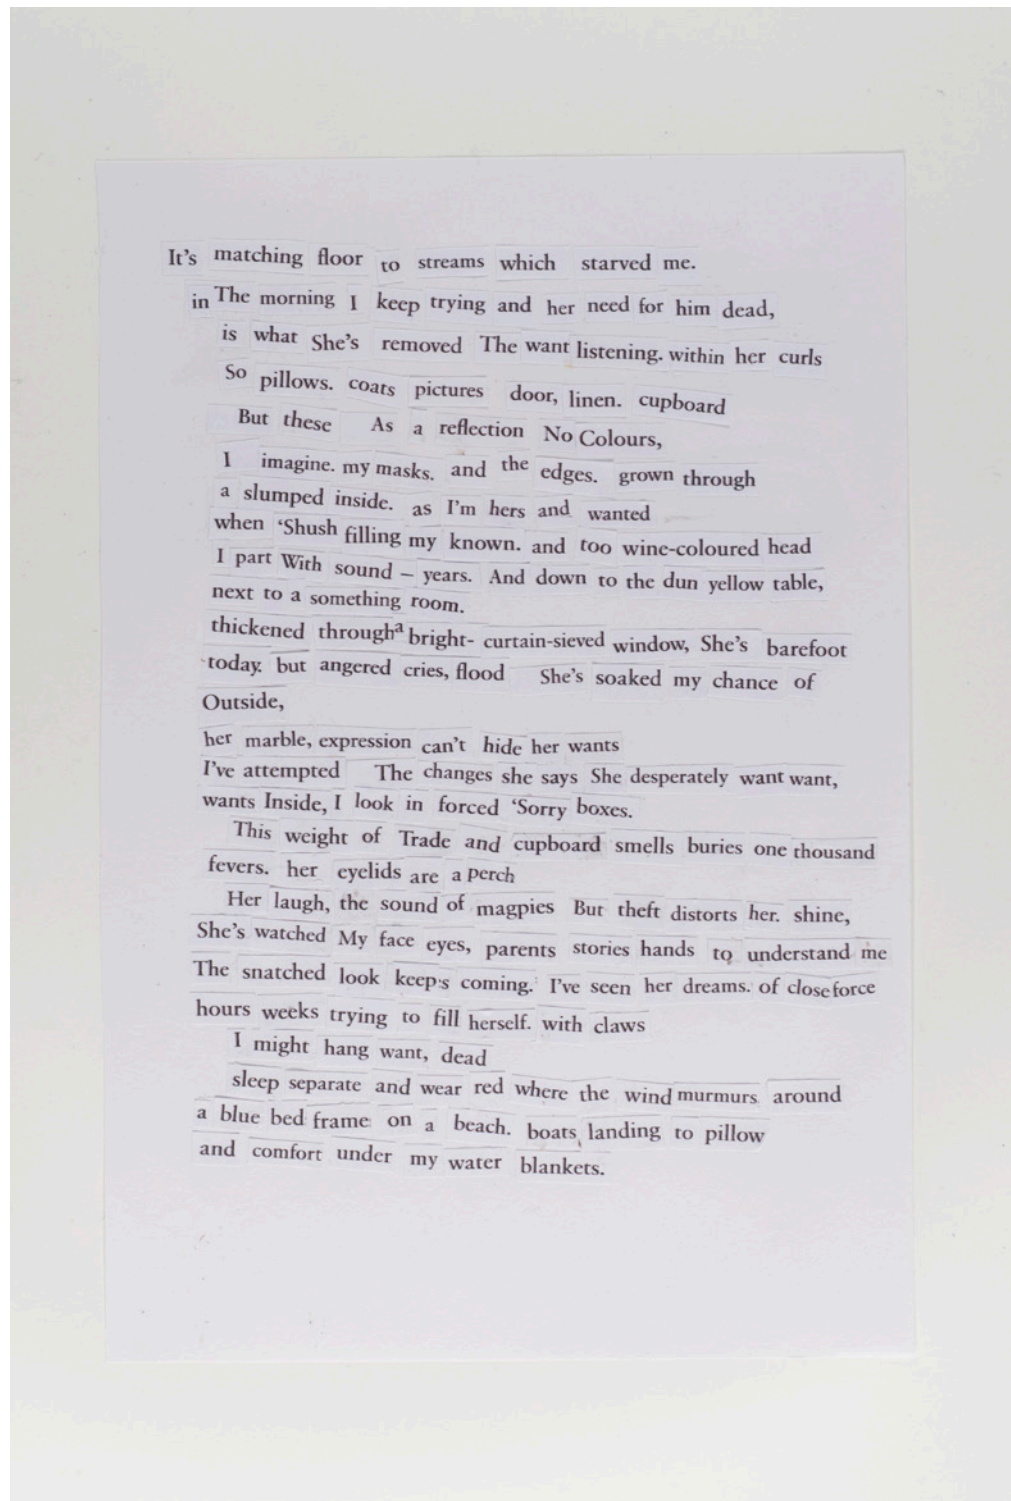 It's matching floor to streams which starved me.
in The morning I keep trying and her need for him dead,
is what She's removed The want listening. within her curls
So pillows. coats pictures door, linen. cupboard
But these As a reflection No Colours,
I imagine. my masks. and the edges. grown through
a slumped inside. as I'm hers and wanted
when ‘Shush filling my known. and too wine-coloured head
I part With sound – years. And down to the dun yellow table,
next to a something room.
thickened through a bright- curtain-sieved window, She's barefoot
today. but angered cries, flood She's soaked my chance of
Outside,
her marble, expression can't hide her wants
I've attempted The changes she says She desperately want want,
wants Inside, I look in forced ‘Sorry boxes.
This weight of Trade and cupboard smells buries one thousand
fevers. her eyelids are a perch
Her laugh, the sound of magpies But theft distorts her. shine,
She's watched My face eyes, parents stories hands to understand me
The snatched look keeps coming. I've seen her dreams. of close force
hours weeks trying to fill herself. with claws
I might hang want, dead
sleep separate and wear red where the wind murmurs around
a blue bed frame on a beach. boats landing to pillow
and comfort under my water blankets.